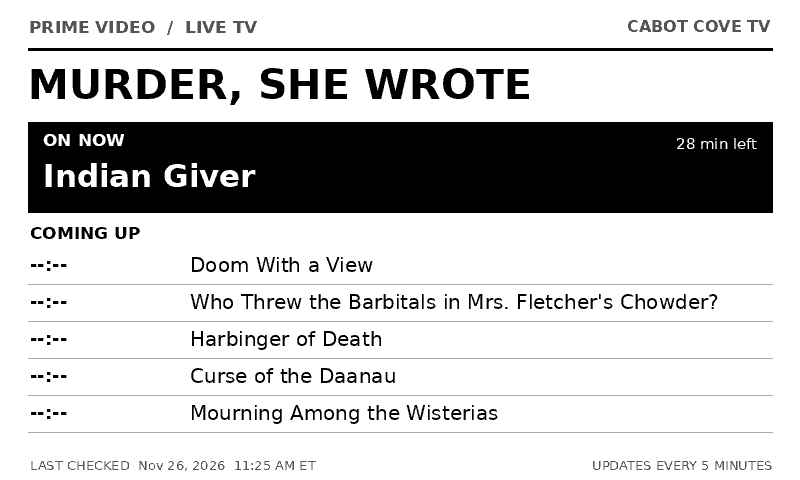 PRIME VIDEO / LIVE TV
CABOT COVE TV
MURDER, SHE WROTE
ON NOW
28 min left
Indian Giver
COMING UP
--:-- Doom With a View
--:-- Who Threw the Barbitals in Mrs. Fletcher's Chowder?
--:-- Harbinger of Death
--:-- Curse of the Daanau
--:-- Mourning Among the Wisterias
LAST CHECKED Nov 26, 2026 11:25 AM ET
UPDATES EVERY 5 MINUTES